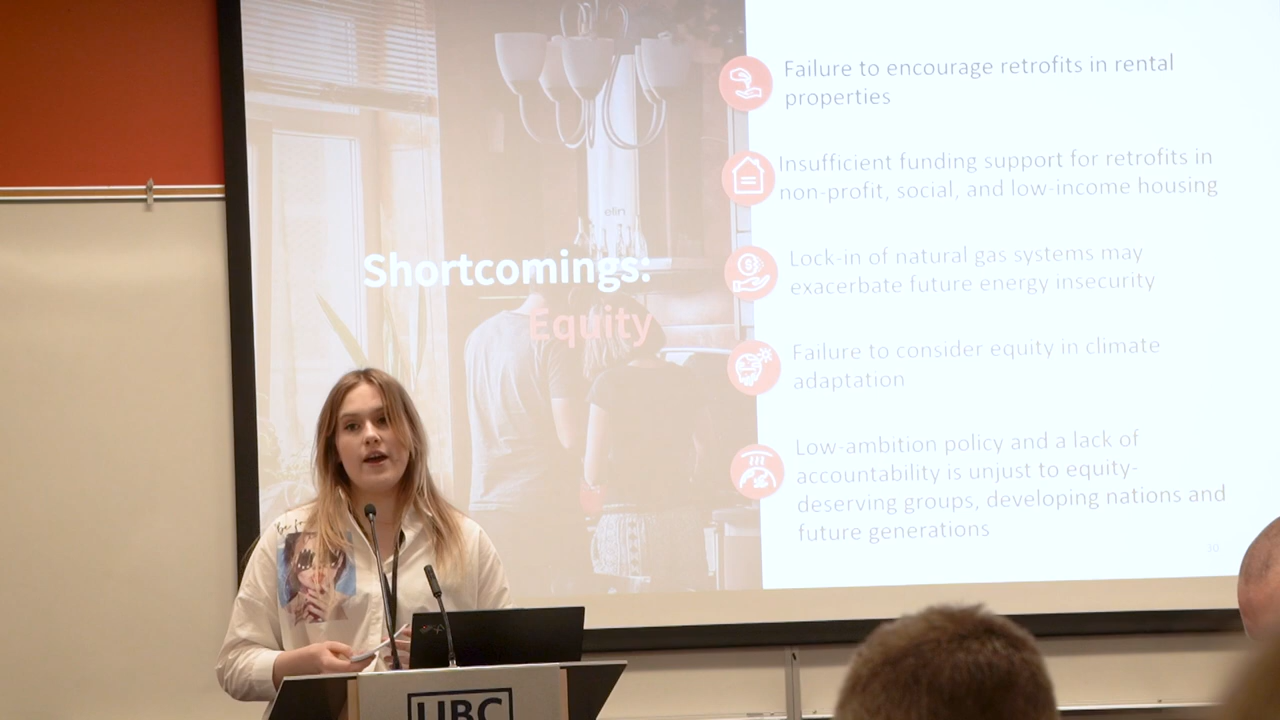 Shortcomings:
Equity
Failure to encourage retrofits in rental
properties
Insufficient funding support for retrofits in
non-profit, social, and low-income housing
Lock-in of natural gas systems may
exacerbate future energy insecurity
Failure to consider equity in climate
adaptation
Low-ambition policy and a lack of
accountability is unjust to equity-
deserving groups, developing nations and
future generations
elin
UBC